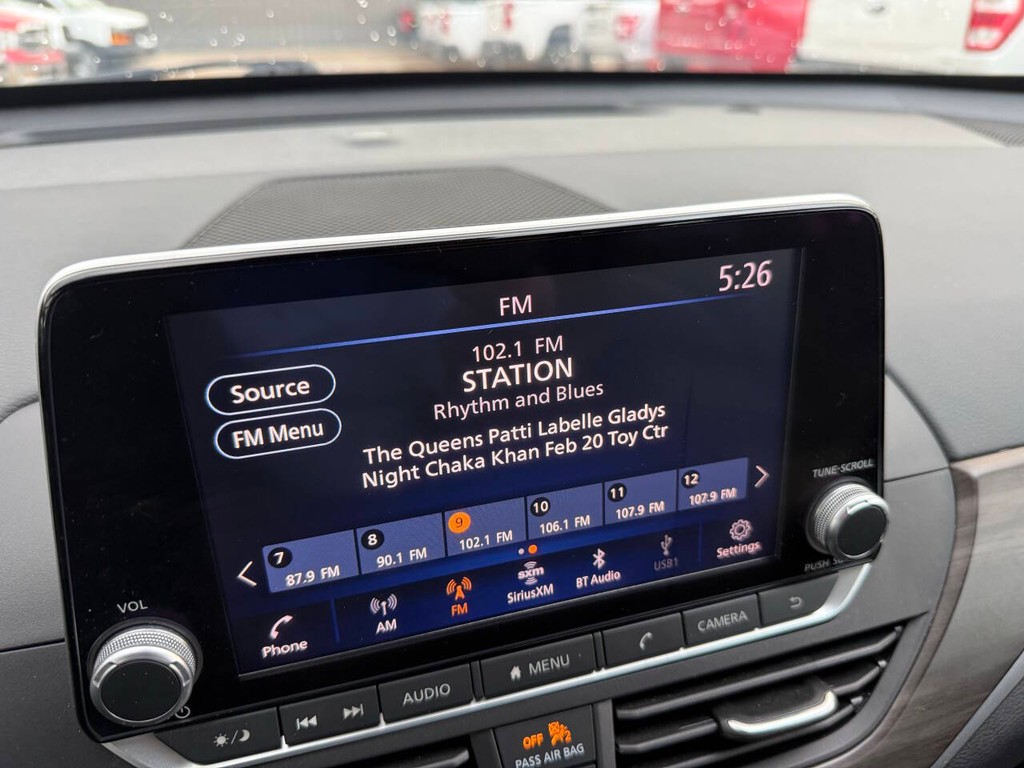 5:26
FM
102.1 FM
STATION
Rhythm and Blues
Source
FM Menu
The Queens Patti Labelle Gladys
Night Chaka Khan Feb 20 Toy Ctr
7 87.9 FM
8 90.1 FM
9 102.1 FM
10 106.1 FM
11 107.9 FM
12 107.9 FM
Phone
AM
FM
sxm
SiriusXM
BT Audio
USB1
Settings
TUNE·SCROLL
VOL
AUDIO
MENU
CAMERA
OFF
PASS AIR BAG